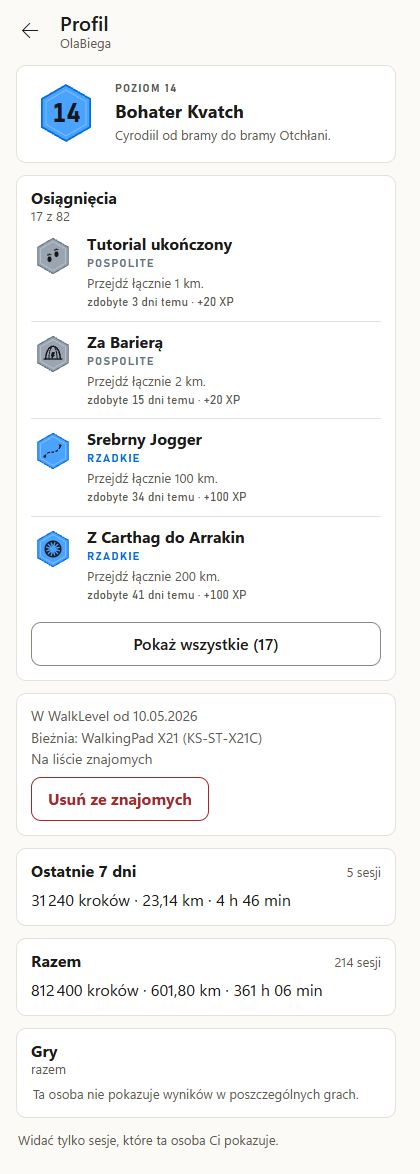 Profil
OlaBiega
14
POZIOM 14
Bohater Kvatch
Cyrodiil od bramy do bramy Otchłani.
Osiągnięcia
17 z 82
Tutorial ukończony
POSPOLITE
Przejdź łącznie 1 km.
zdobyte 3 dni temu · +20 XP
Za Barierą
POSPOLITE
Przejdź łącznie 2 km.
zdobyte 15 dni temu · +20 XP
Srebrny Jogger
RZADKIE
Przejdź łącznie 100 km.
zdobyte 34 dni temu · +100 XP
Z Carthag do Arrakin
RZADKIE
Przejdź łącznie 200 km.
zdobyte 41 dni temu · +100 XP
Pokaż wszystkie (17)
W WalkLevel od 10.05.2026
Bieżnia: WalkingPad X21 (KS-ST-X21C)
Na liście znajomych
Usuń ze znajomych
Ostatnie 7 dni 5 sesji
31 240 kroków · 23,14 km · 4 h 46 min
Razem 214 sesji
812 400 kroków · 601,80 km · 361 h 06 min
Gry
razem
Ta osoba nie pokazuje wyników w poszczególnych grach.
Widać tylko sesje, które ta osoba Ci pokazuje.